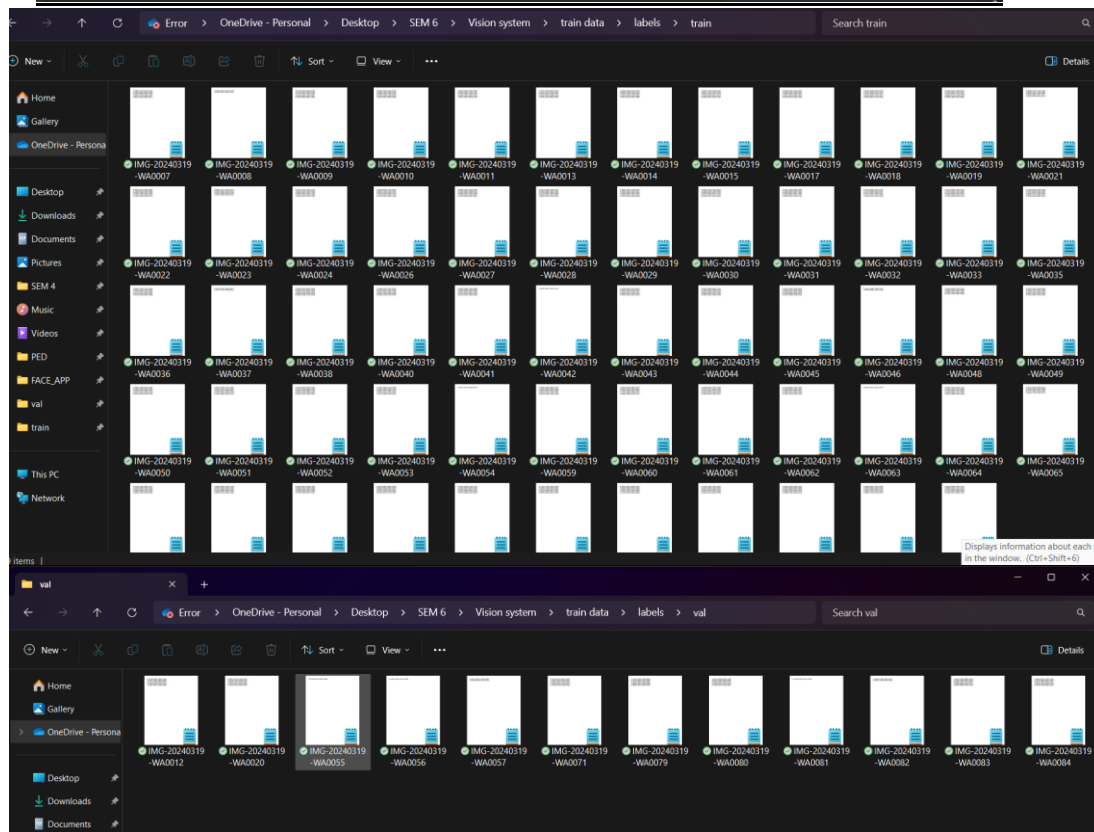 Error > OneDrive - Personal > Desktop > SEM 6 > Vision system > train data > labels > train
Search train
New
Sort
View
Details
Home
Gallery
OneDrive - Persona
Desktop
Downloads
Documents
Pictures
SEM 4
Music
Videos
PED
FACE_APP
val
train
This PC
Network
IMG-20240319 IMG-20240319 IMG-20240319 IMG-20240319 IMG-20240319 IMG-20240319 IMG-20240319 IMG-20240319 IMG-20240319 IMG-20240319 IMG-20240319 IMG-20240319
-WA0007 -WA0008 -WA0009 -WA0010 -WA0011 -WA0013 -WA0014 -WA0015 -WA0017 -WA0018 -WA0019 -WA0021
IMG-20240319 IMG-20240319 IMG-20240319 IMG-20240319 IMG-20240319 IMG-20240319 IMG-20240319 IMG-20240319 IMG-20240319 IMG-20240319 IMG-20240319 IMG-20240319
-WA0022 -WA0023 -WA0024 -WA0026 -WA0027 -WA0028 -WA0029 -WA0030 -WA0031 -WA0032 -WA0033 -WA0035
IMG-20240319 IMG-20240319 IMG-20240319 IMG-20240319 IMG-20240319 IMG-20240319 IMG-20240319 IMG-20240319 IMG-20240319 IMG-20240319 IMG-20240319 IMG-20240319
-WA0036 -WA0037 -WA0038 -WA0040 -WA0041 -WA0042 -WA0043 -WA0044 -WA0045 -WA0046 -WA0048 -WA0049
IMG-20240319 IMG-20240319 IMG-20240319 IMG-20240319 IMG-20240319 IMG-20240319 IMG-20240319 IMG-20240319 IMG-20240319 IMG-20240319 IMG-20240319 IMG-20240319
-WA0050 -WA0051 -WA0052 -WA0053 -WA0054 -WA0059 -WA0060 -WA0061 -WA0062 -WA0063 -WA0064 -WA0065
items
Displays information about each
in the window. (Ctrl+Shift+6)
val
Error > OneDrive - Personal > Desktop > SEM 6 > Vision system > train data > labels > val
Search val
New
Sort
View
Details
Home
Gallery
OneDrive - Persona
Desktop
Downloads
Documents
IMG-20240319 IMG-20240319 IMG-20240319 IMG-20240319 IMG-20240319 IMG-20240319 IMG-20240319 IMG-20240319 IMG-20240319 IMG-20240319 IMG-20240319 IMG-20240319
-WA0012 -WA0020 -WA0055 -WA0056 -WA0057 -WA0071 -WA0079 -WA0080 -WA0081 -WA0082 -WA0083 -WA0084